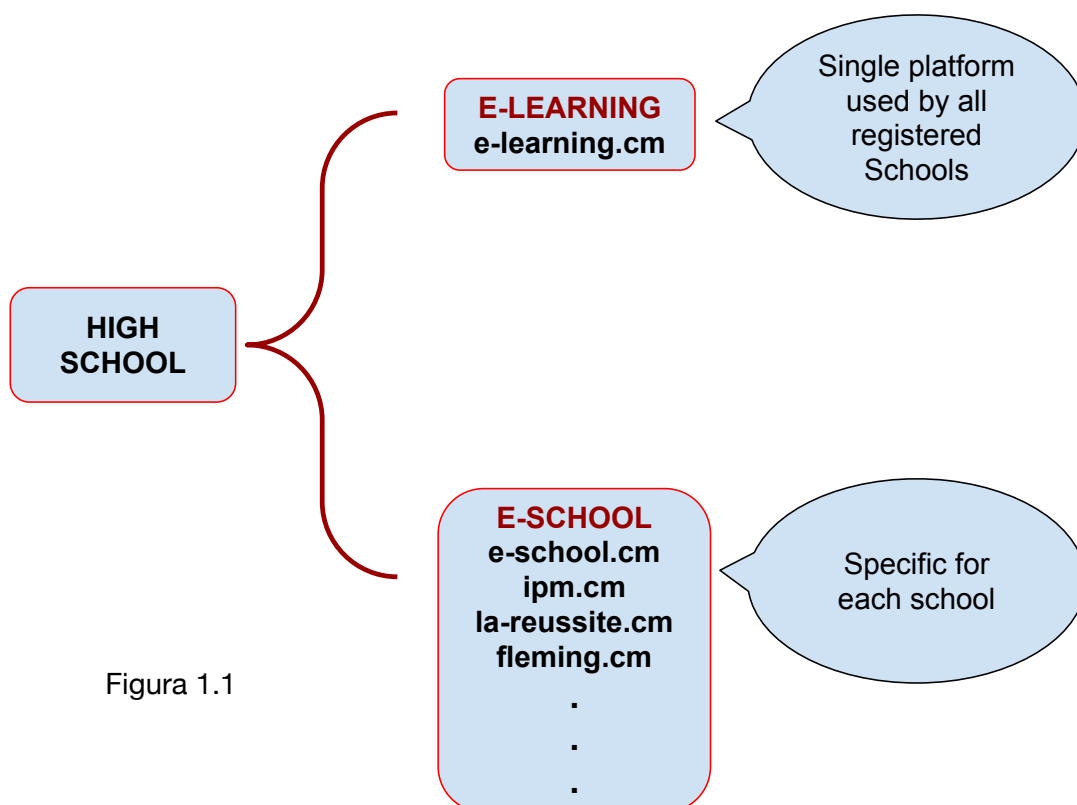 E-LEARNING
e-learning.cm
Single platform
used by all
registered
Schools
HIGH
SCHOOL
E-SCHOOL
e-school.cm
ipm.cm
la-reussite.cm
fleming.cm
.
.
.
Specific for
each school
Figura 1.1